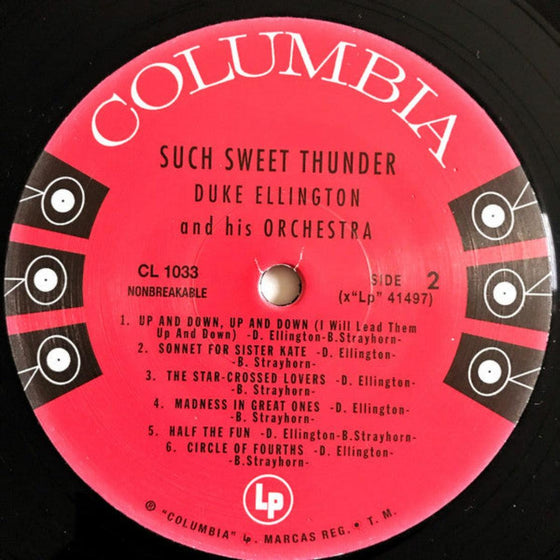 COLUMBIA
SUCH SWEET THUNDER
DUKE ELLINGTON
and his ORCHESTRA
CL 1033
NONBREAKABLE
SIDE 2
(x"Lp" 41497)
1. UP AND DOWN, UP AND DOWN (I Will Lead Them
Up And Down) -D. Ellington-B.Strayhorn-
2. SONNET FOR SISTER KATE -D. Ellington-
-B. Strayhorn-
3. THE STAR-CROSSED LOVERS -D. Ellington-
-B. Strayhorn-
4. MADNESS IN GREAT ONES -D. Ellington-
-B. Strayhorn-
5. HALF THE FUN -D. Ellington-B.Strayhorn-
6. CIRCLE OF FOURTHS -D. Ellington-
-B.Strayhorn-
Lp
® "COLUMBIA" Lp. MARCAS REG. • T. M.